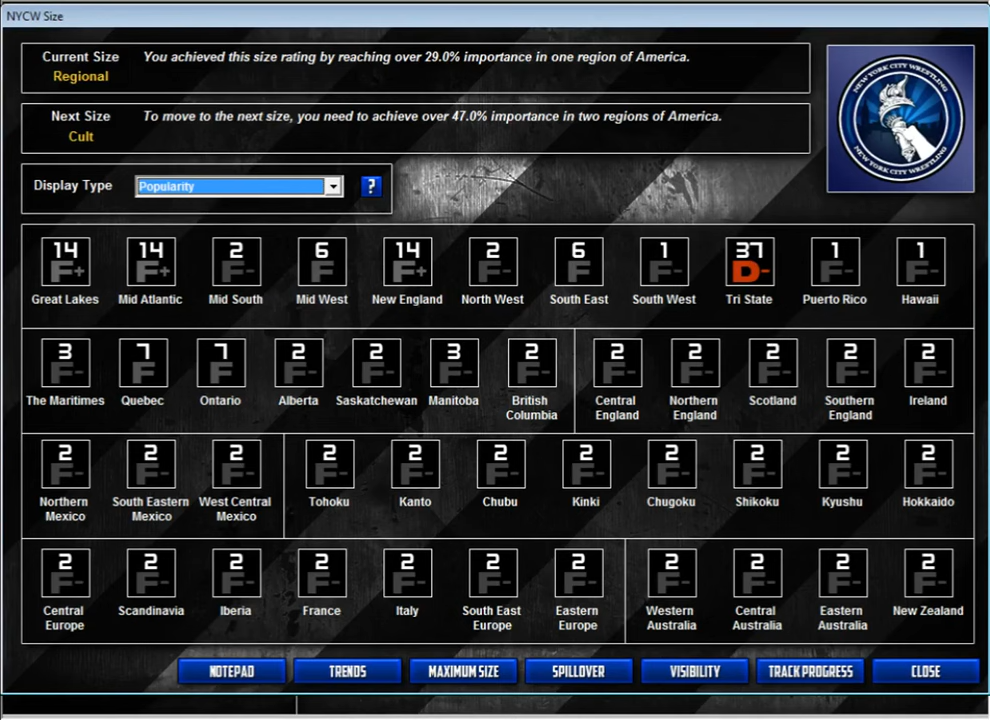 NYCW Size
Current Size You achieved this size rating by reaching over 29.0% importance in one region of America.
Regional
Next Size To move to the next size, you need to achieve over 47.0% importance in two regions of America.
Cult
NEW YORK CITY WRESTLING
NEW YORK CITY WRESTLING
Display Type Popularity ?
14 14 2 6 14 2 6 1 37 1 1
F+ F+ F- F F+ F- F F- D- F- F-
Great Lakes Mid Atlantic Mid South Mid West New England North West South East South West Tri State Puerto Rico Hawaii
3 7 7 2 2 3 2 2 2 2 2 2
F- F F F- F- F- F- F- F- F- F- F-
The Maritimes Quebec Ontario Alberta Saskatchewan Manitoba British Central Northern Scotland Southern Ireland
Columbia England England England
2 2 2 2 2 2 2 2 2 2 2
F- F- F- F- F- F- F- F- F- F- F-
Northern South Eastern West Central Tohoku Kanto Chubu Kinki Chugoku Shikoku Kyushu Hokkaido
Mexico Mexico Mexico
2 2 2 2 2 2 2 2 2 2 2
F- F- F- F- F- F- F- F- F- F- F-
Central Scandinavia Iberia France Italy South East Eastern Western Central Eastern New Zealand
Europe Europe Europe Australia Australia Australia
NOTEPAD TRENDS MAXIMUM SIZE SPILLOVER VISIBILITY TRACK PROGRESS CLOSE